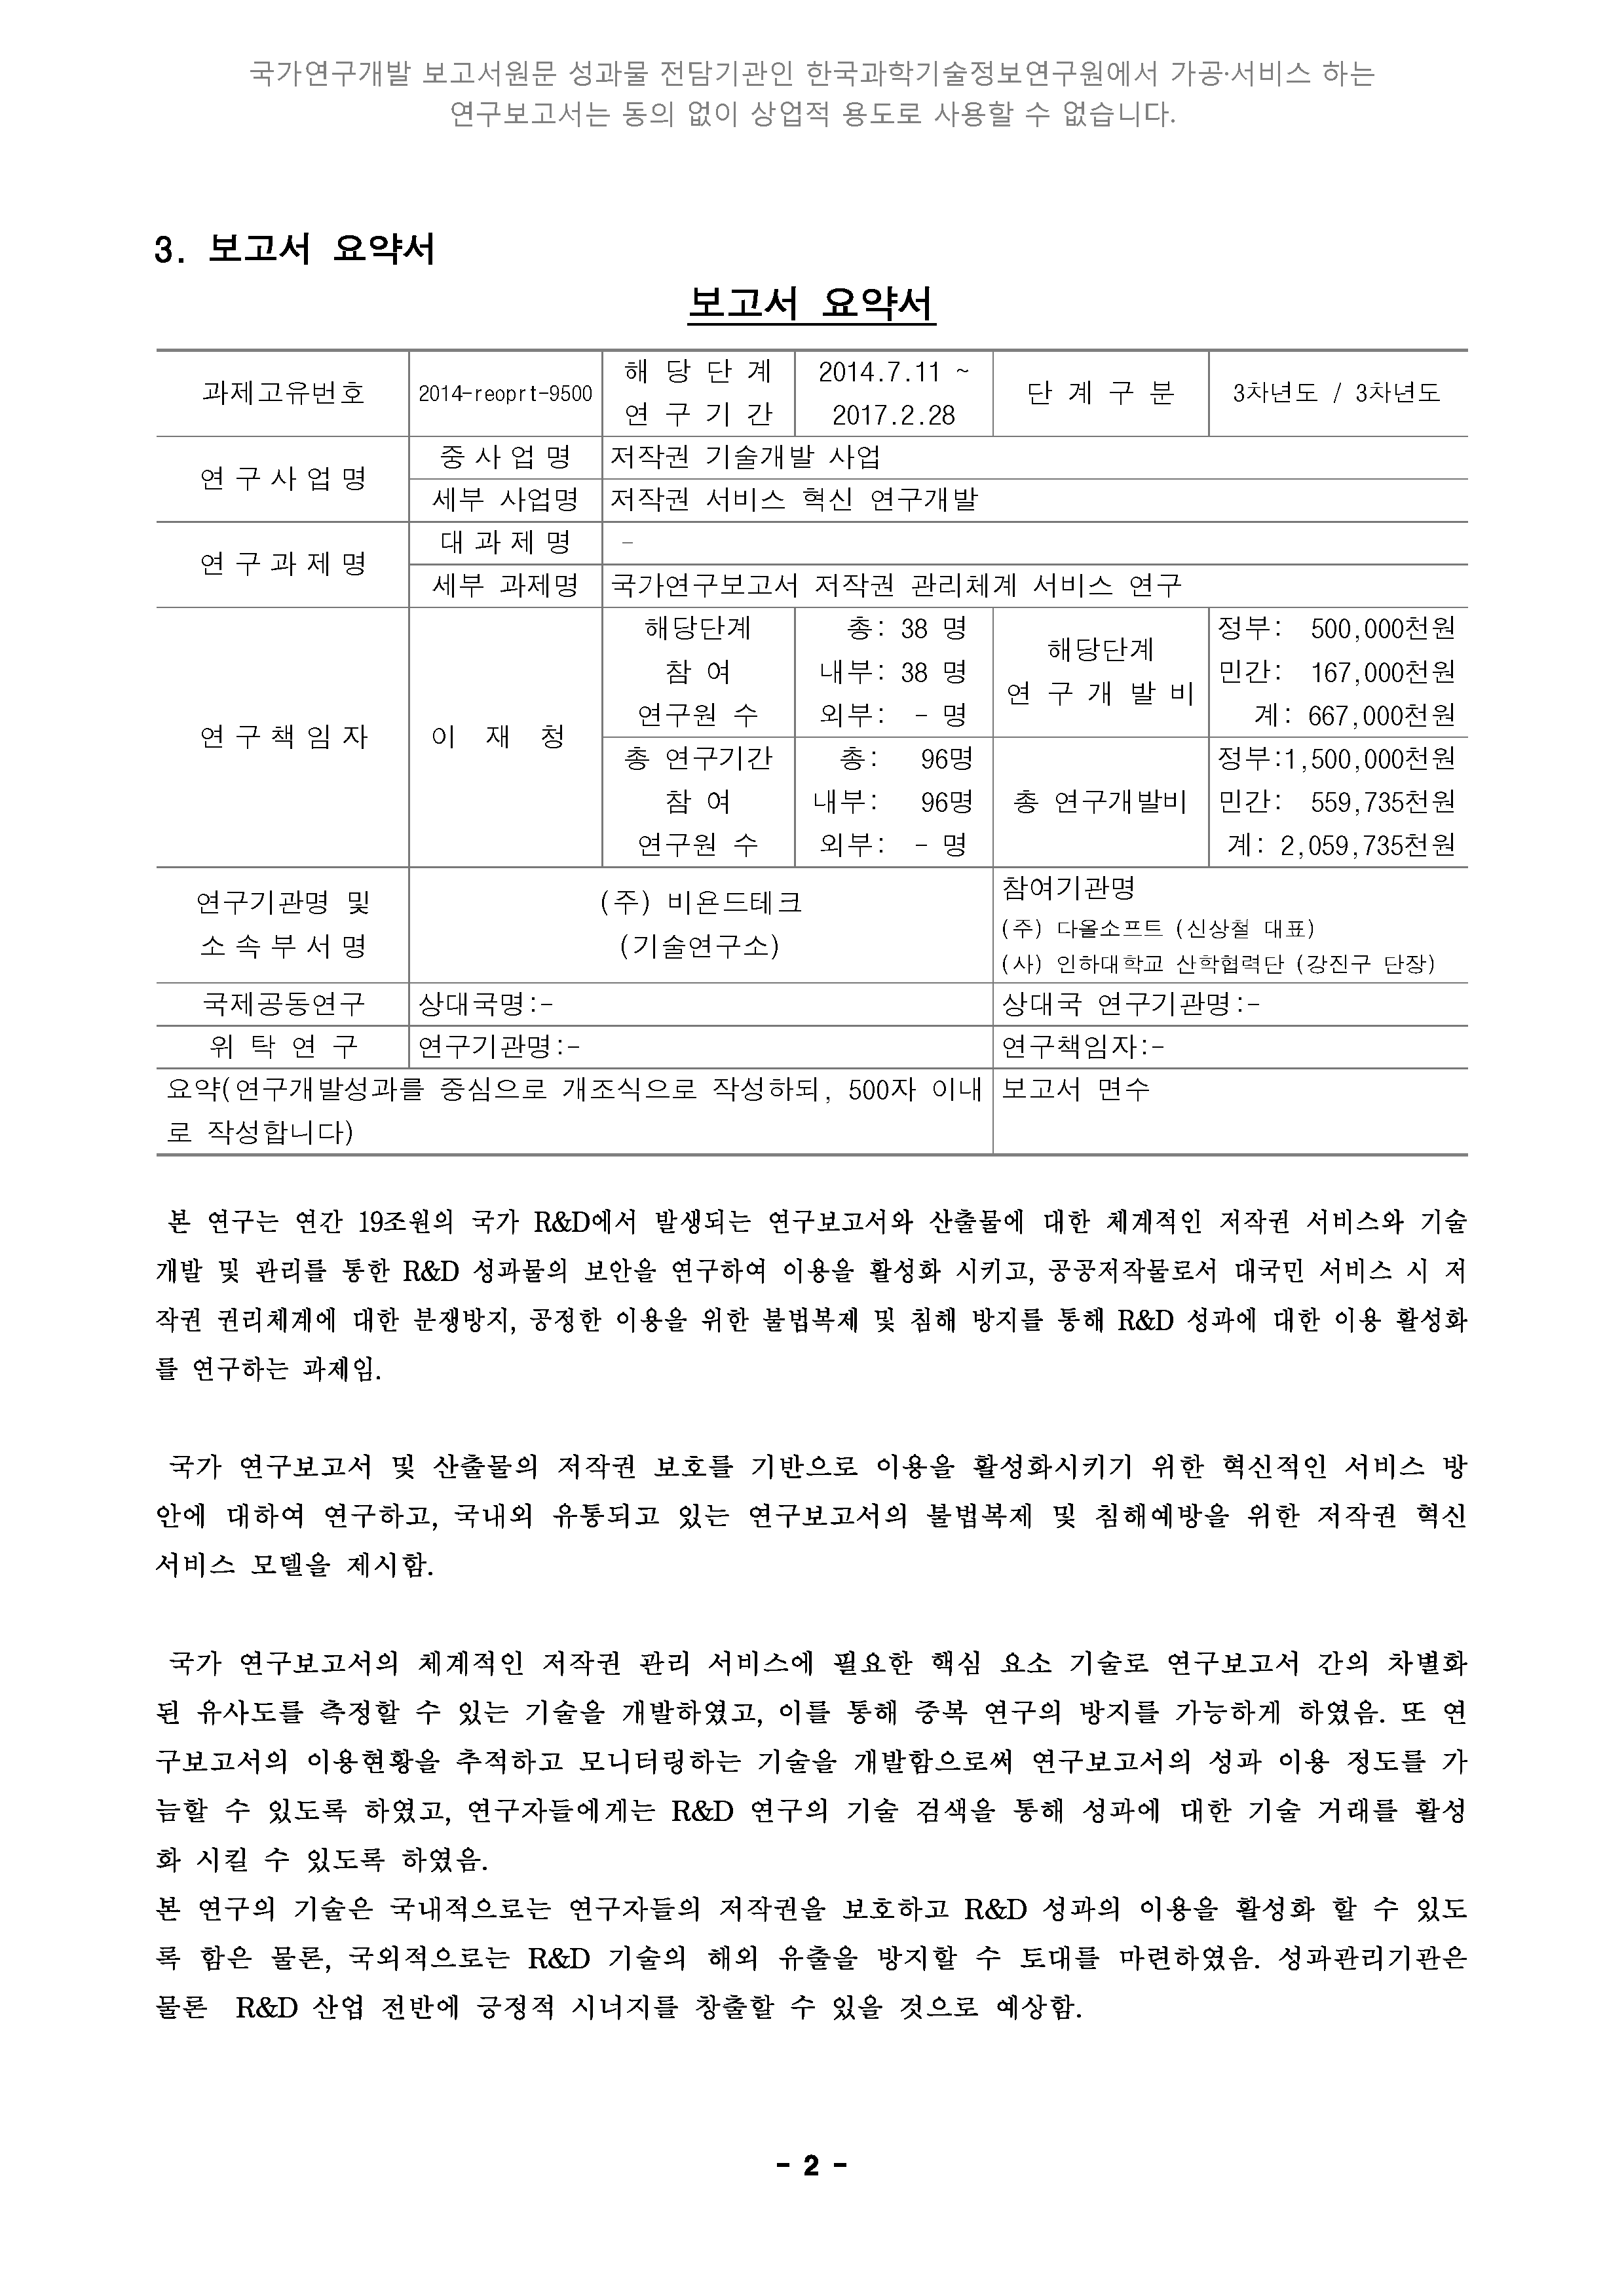 국가연구개발 보고서원문 성과물 전담기관인 한국과학기술정보연구원에서 가공·서비스 하는
연구보고서는 동의 없이 상업적 용도로 사용할 수 없습니다.
3. 보고서 요약서
보고서 요약서
과제고유번호 2014-reoprt-9500 해 당 단 계 연 구 기 간 2014.7.11 ~ 2017.2.28 단 계 구 분 3차년도 / 3차년도
연 구 사 업 명 중 사 업 명 저작권 기술개발 사업
세부 사업명 저작권 서비스 혁신 연구개발
연 구 과 제 명 대 과 제 명 -
세부 과제명 국가연구보고서 저작권 관리체계 서비스 연구
연 구 책 임 자 이 재 청
해당단계 참 여 연구원 수
총: 38 명
내부: 38 명
외부: - 명
해당단계 연 구 개 발 비
정부: 500,000천원
민간: 167,000천원
계: 667,000천원
총 연구기간 참 여 연구원 수
총: 96명
내부: 96명
외부: - 명
총 연구개발비
정부:1,500,000천원
민간: 559,735천원
계: 2,059,735천원
연구기관명 및 소 속 부 서 명
(주) 비욘드테크
(기술연구소)
참여기관명
(주) 다올소프트 (신상철 대표)
(사) 인하대학교 산학협력단 (강진구 단장)
국제공동연구 상대국명:- 상대국 연구기관명:-
위 탁 연 구 연구기관명:- 연구책임자:-
요약(연구개발성과를 중심으로 개조식으로 작성하되, 500자 이내 보고서 면수
로 작성합니다)
본 연구는 연간 19조원의 국가 R&D에서 발생되는 연구보고서와 산출물에 대한 체계적인 저작권 서비스와 기술
개발 및 관리를 통한 R&D 성과물의 보안을 연구하여 이용을 활성화 시키고, 공공저작물로서 대국민 서비스 시 저
작권 권리체계에 대한 분쟁방지, 공정한 이용을 위한 불법복제 및 침해 방지를 통해 R&D 성과에 대한 이용 활성화
를 연구하는 과제임.
국가 연구보고서 및 산출물의 저작권 보호를 기반으로 이용을 활성화시키기 위한 혁신적인 서비스 방
안에 대하여 연구하고, 국내외 유통되고 있는 연구보고서의 불법복제 및 침해예방을 위한 저작권 혁신
서비스 모델을 제시함.
국가 연구보고서의 체계적인 저작권 관리 서비스에 필요한 핵심 요소 기술로 연구보고서 간의 차별화
된 유사도를 측정할 수 있는 기술을 개발하였고, 이를 통해 중복 연구의 방지를 가능하게 하였음. 또 연
구보고서의 이용현황을 추적하고 모니터링하는 기술을 개발함으로써 연구보고서의 성과 이용 정도를 가
늠할 수 있도록 하였고, 연구자들에게는 R&D 연구의 기술 검색을 통해 성과에 대한 기술 거래를 활성
화 시킬 수 있도록 하였음.
본 연구의 기술은 국내적으로는 연구자들의 저작권을 보호하고 R&D 성과의 이용을 활성화 할 수 있도
록 함은 물론, 국외적으로는 R&D 기술의 해외 유출을 방지할 수 토대를 마련하였음. 성과관리기관은
물론 R&D 산업 전반에 긍정적 시너지를 창출할 수 있을 것으로 예상함.
- 2 -